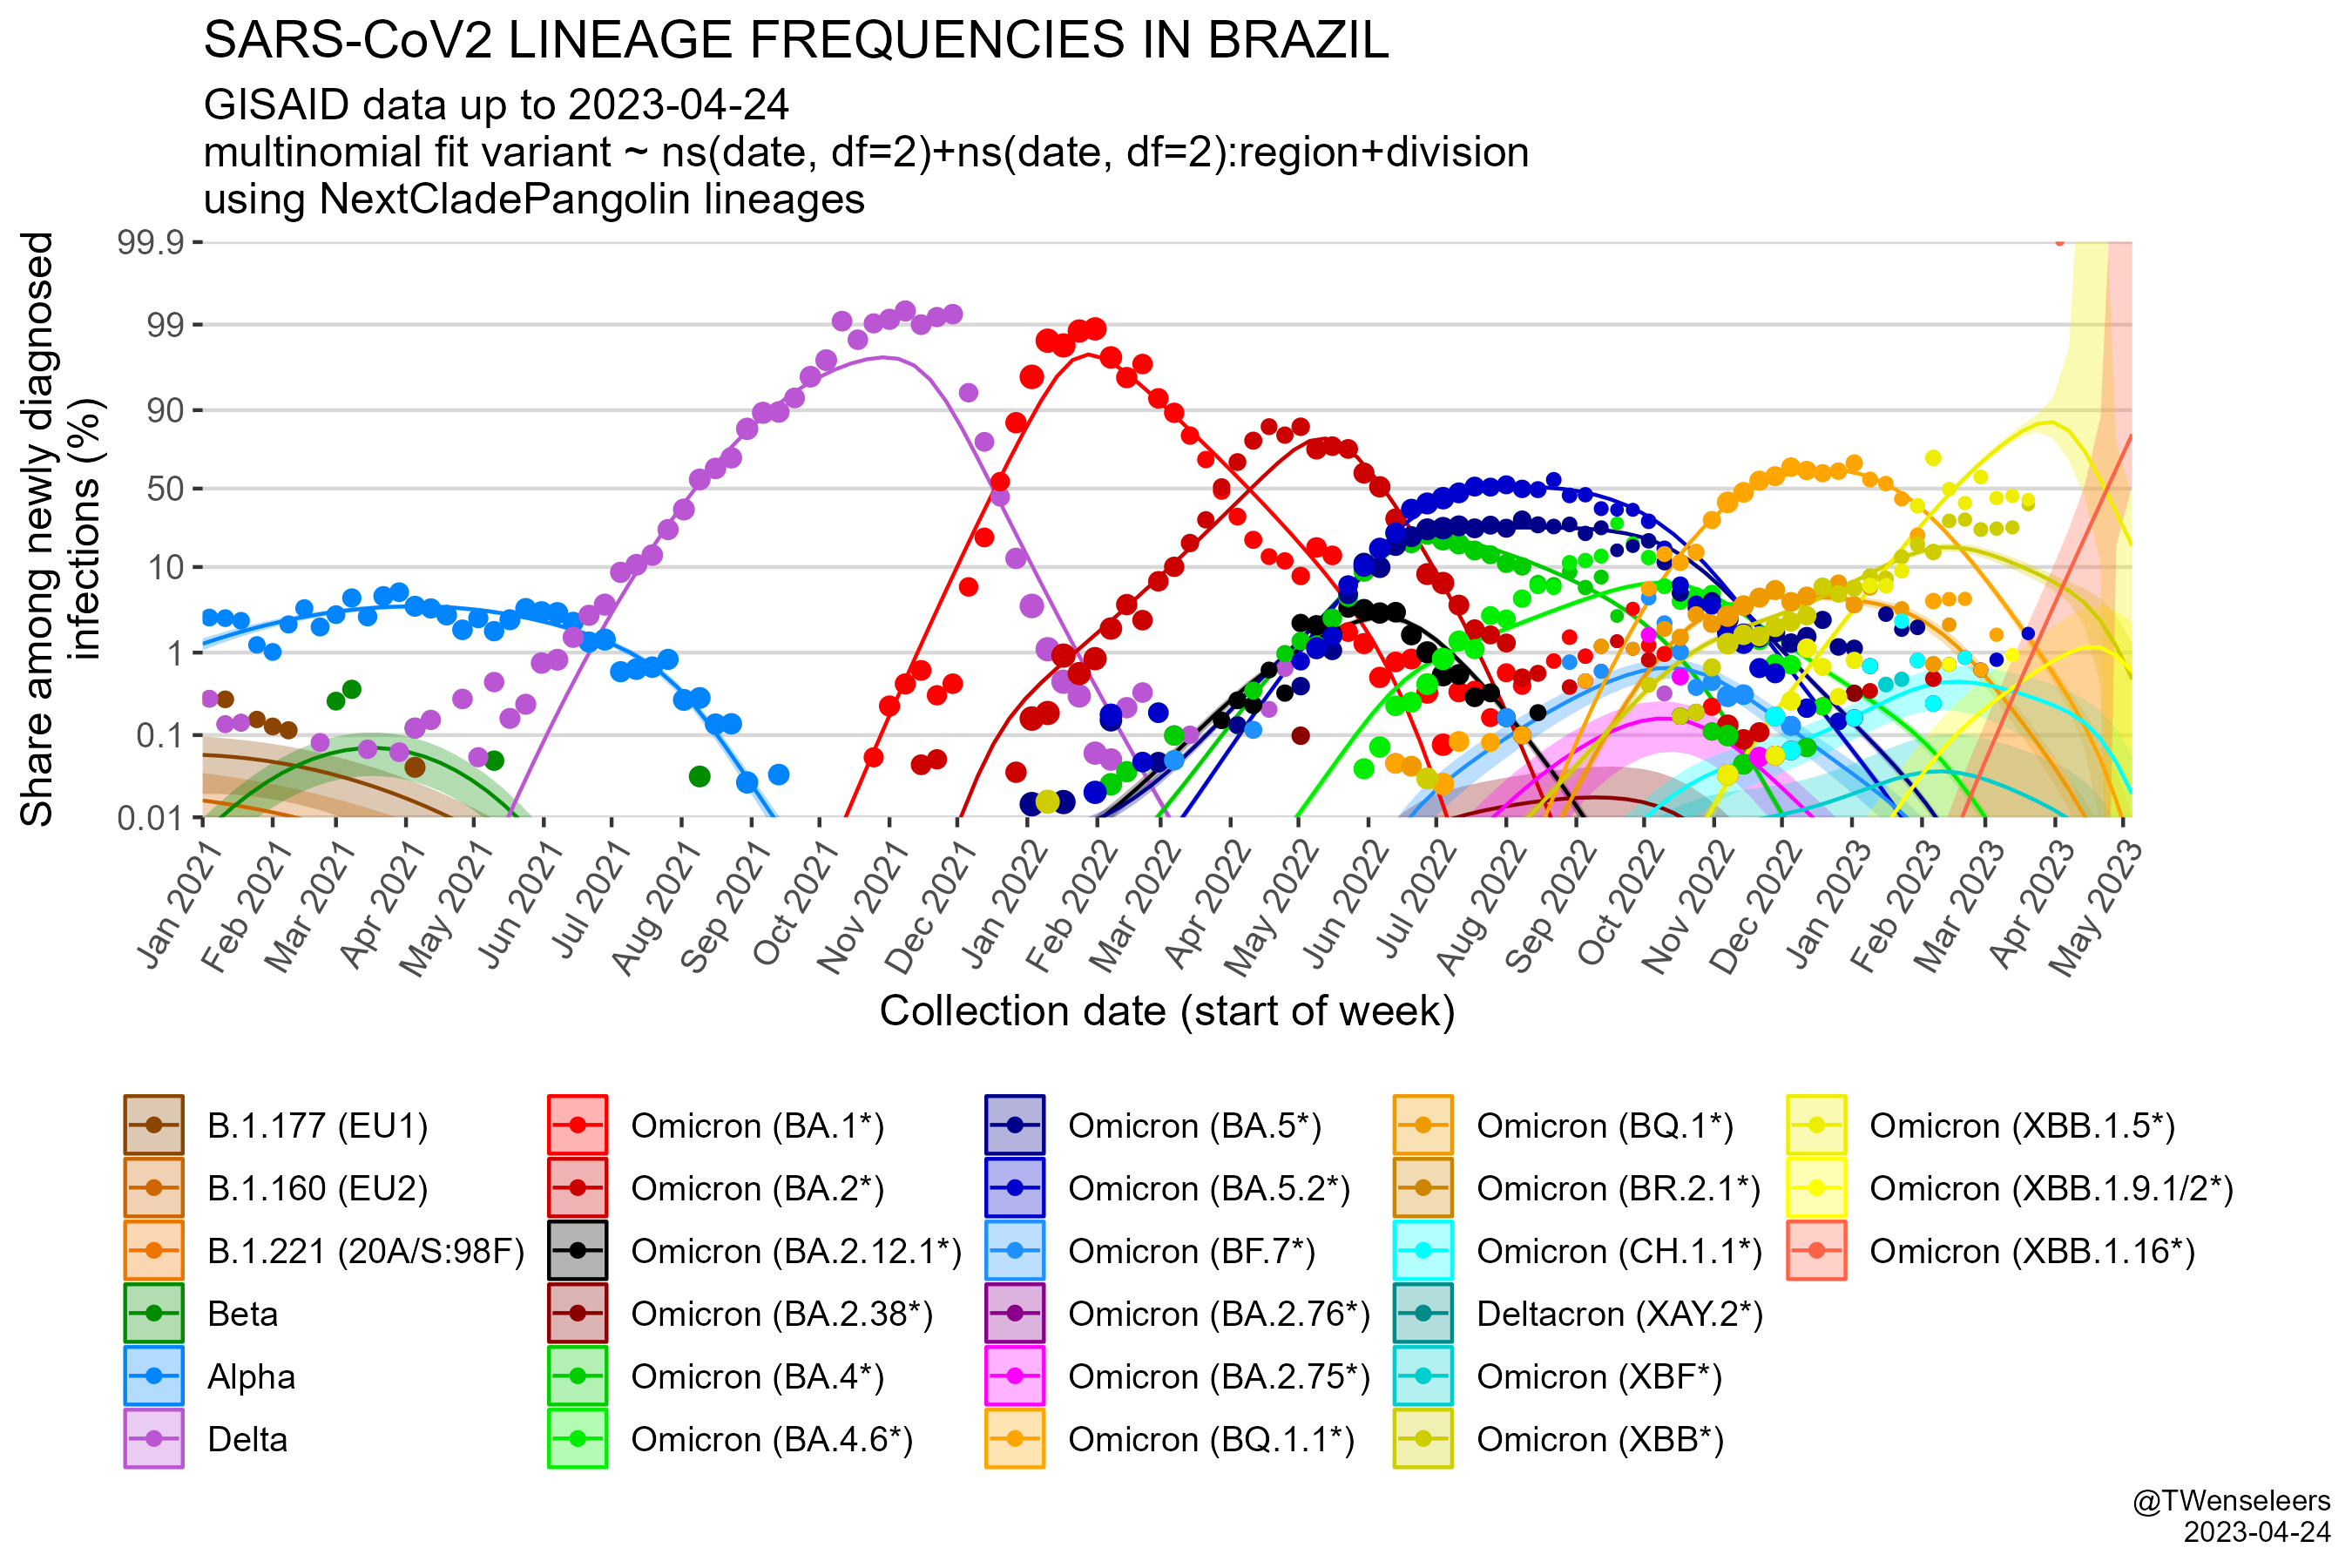 SARS-CoV2 LINEAGE FREQUENCIES IN BRAZIL
GISAID data up to 2023-04-24
multinomial fit variant ~ ns(date, df=2)+ns(date, df=2):region+division
using NextCladePangolin lineages
Share among newly diagnosed
infections (%)
99.9
99
90
50
10
1
0.1
0.01
Jan 2021
Feb 2021
Mar 2021
Apr 2021
May 2021
Jun 2021
Jul 2021
Aug 2021
Sep 2021
Oct 2021
Nov 2021
Dec 2021
Jan 2022
Feb 2022
Mar 2022
Apr 2022
May 2022
Jun 2022
Jul 2022
Aug 2022
Sep 2022
Oct 2022
Nov 2022
Dec 2022
Jan 2023
Feb 2023
Mar 2023
Apr 2023
May 2023
Collection date (start of week)
B.1.177 (EU1)
B.1.160 (EU2)
B.1.221 (20A/S:98F)
Beta
Alpha
Delta
Omicron (BA.1*)
Omicron (BA.2*)
Omicron (BA.2.12.1*)
Omicron (BA.2.38*)
Omicron (BA.4*)
Omicron (BA.4.6*)
Omicron (BA.5*)
Omicron (BA.5.2*)
Omicron (BF.7*)
Omicron (BA.2.76*)
Omicron (BA.2.75*)
Omicron (BQ.1.1*)
Omicron (BQ.1*)
Omicron (BR.2.1*)
Omicron (CH.1.1*)
Deltacron (XAY.2*)
Omicron (XBF*)
Omicron (XBB*)
Omicron (XBB.1.5*)
Omicron (XBB.1.9.1/2*)
Omicron (XBB.1.16*)
@TWenseleers
2023-04-24